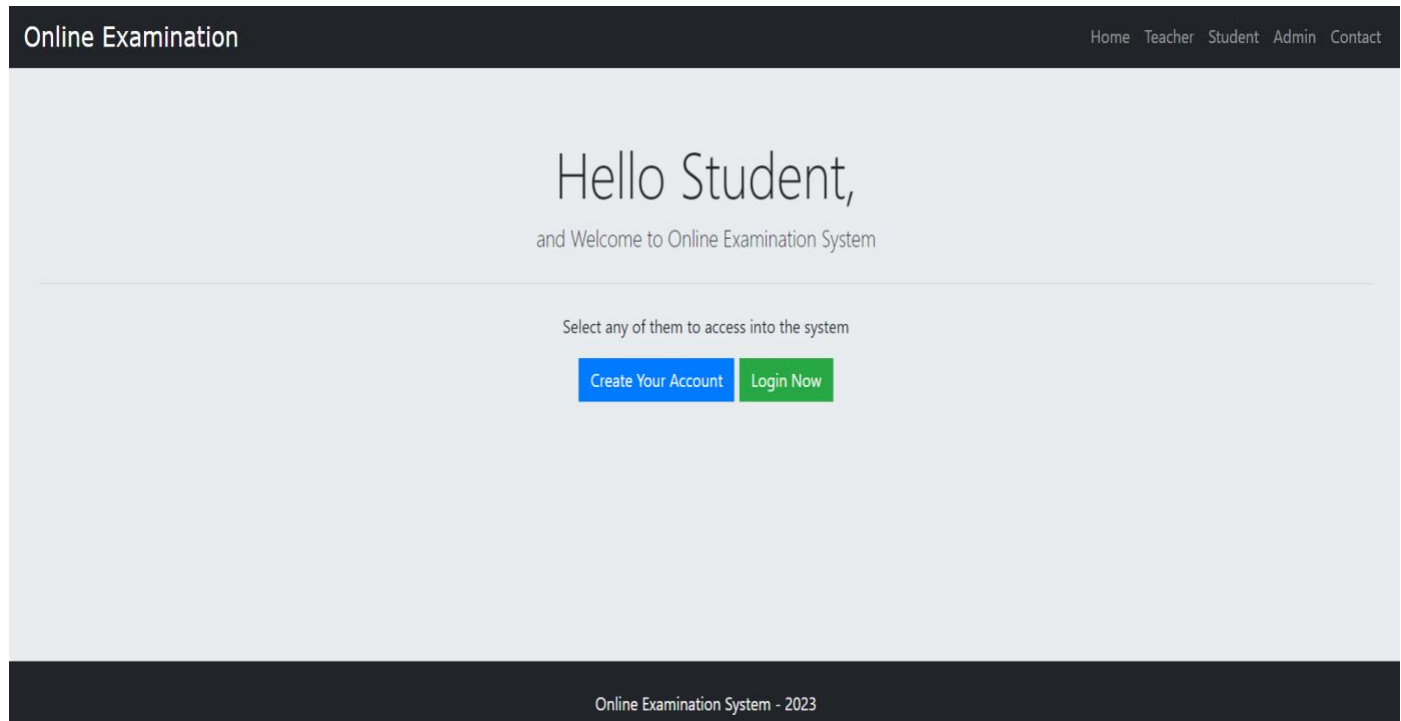 Online Examination
Home Teacher Student Admin Contact
Hello Student,
and Welcome to Online Examination System
Select any of them to access into the system
Create Your Account Login Now
Online Examination System - 2023